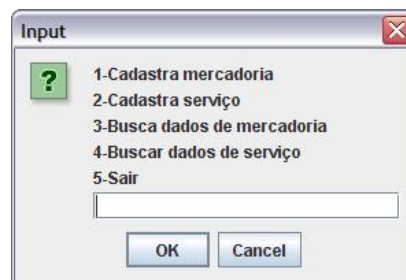 Input
1-Cadastra mercadoria
2-Cadastra serviço
3-Busca dados de mercadoria
4-Buscar dados de serviço
5-Sair
OK Cancel